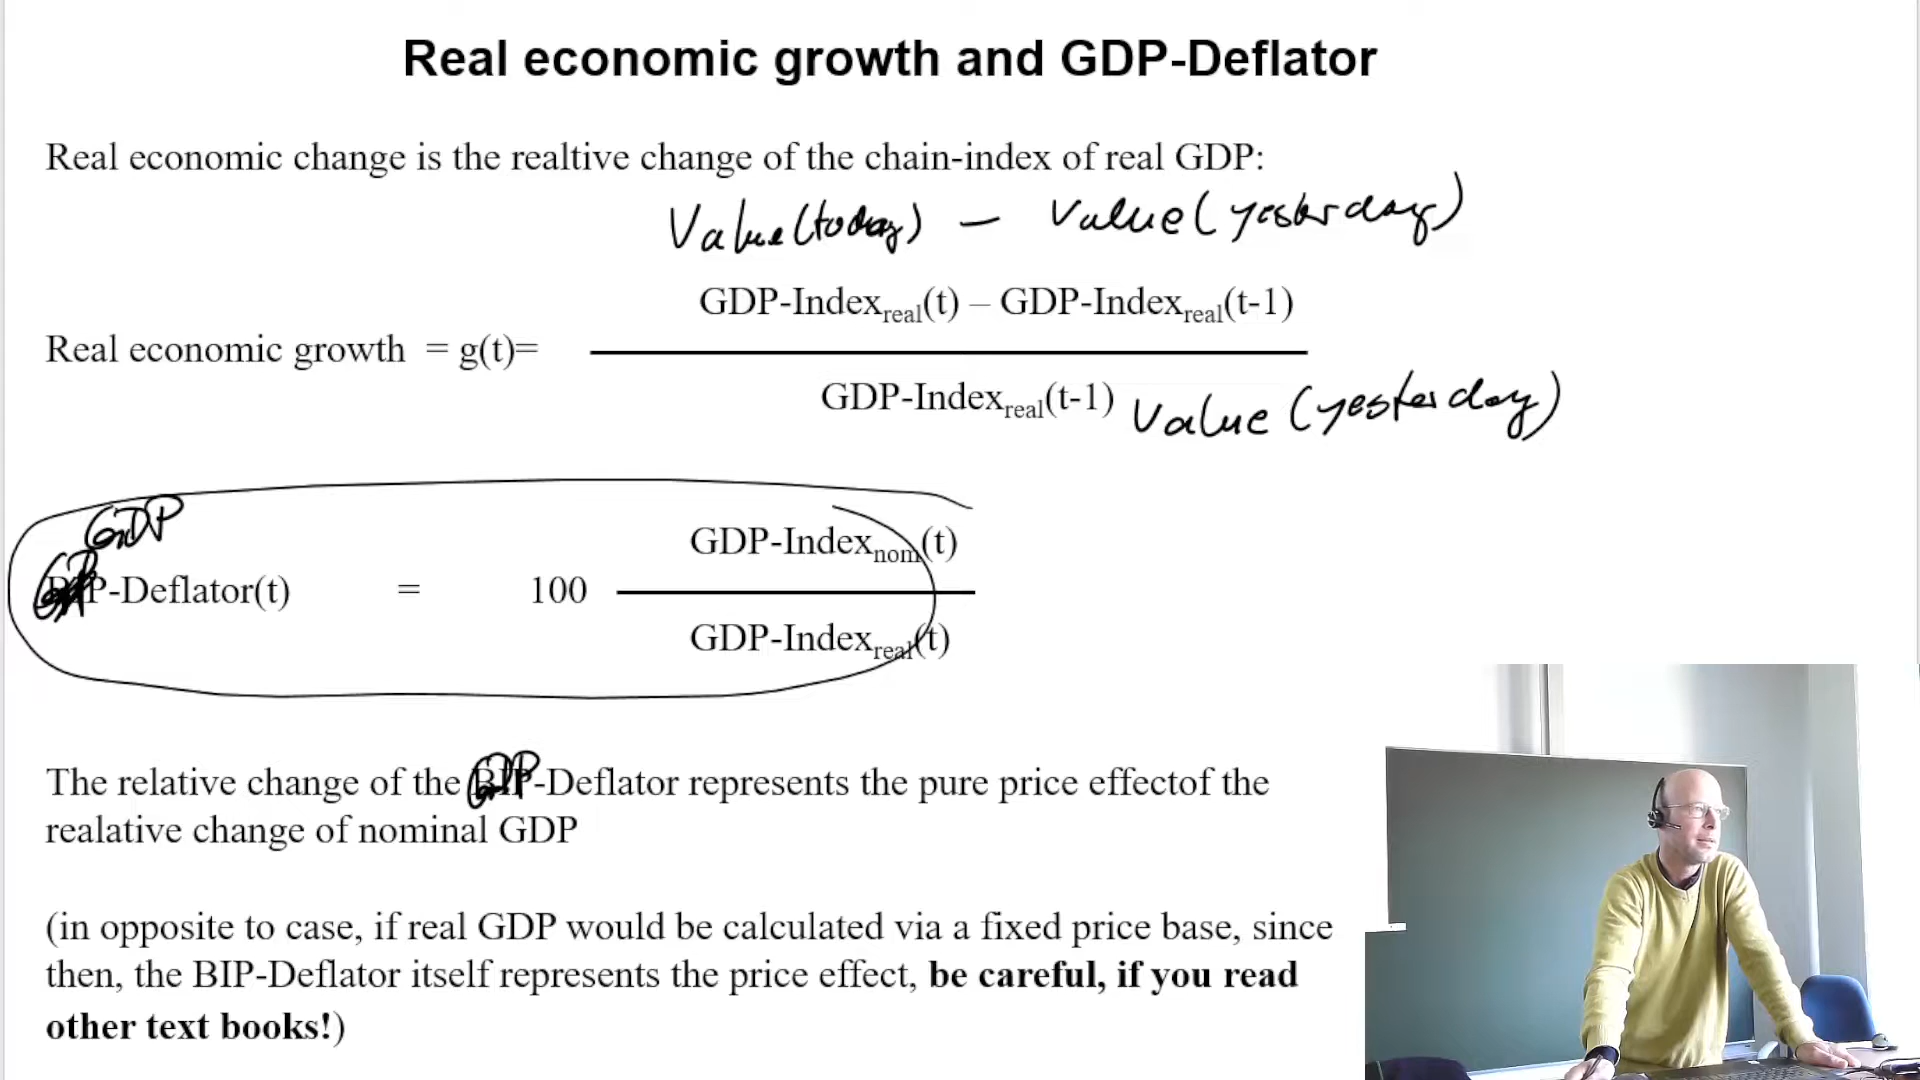 Real economic growth and GDP-Deflator
Real economic change is the realtive change of the chain-index of real GDP:
Value (today) – Value (yesterday)
GDP-Indexreal(t) – GDP-Indexreal(t-1)
Real economic growth = g(t)=
GDP-Indexreal(t-1) Value (yesterday)
GDP
GDP-Indexnom(t)
P-Deflator(t) = 100
GDP-Indexreal(t)
The relative change of the GDP-Deflator represents the pure price effectof the
realative change of nominal GDP
(in opposite to case, if real GDP would be calculated via a fixed price base, since
then, the BIP-Deflator itself represents the price effect, be careful, if you read
other text books!)